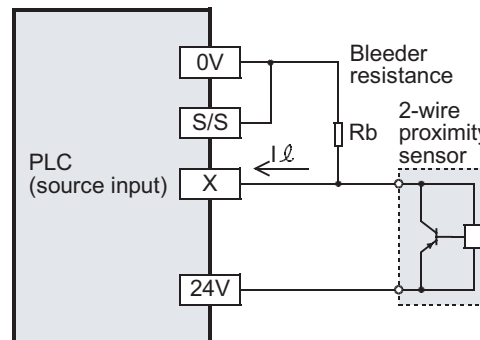 0V
Bleeder
resistance
S/S
Rb
2-wire
proximity
sensor
PLC
(source input)
Iℓ
X
24V